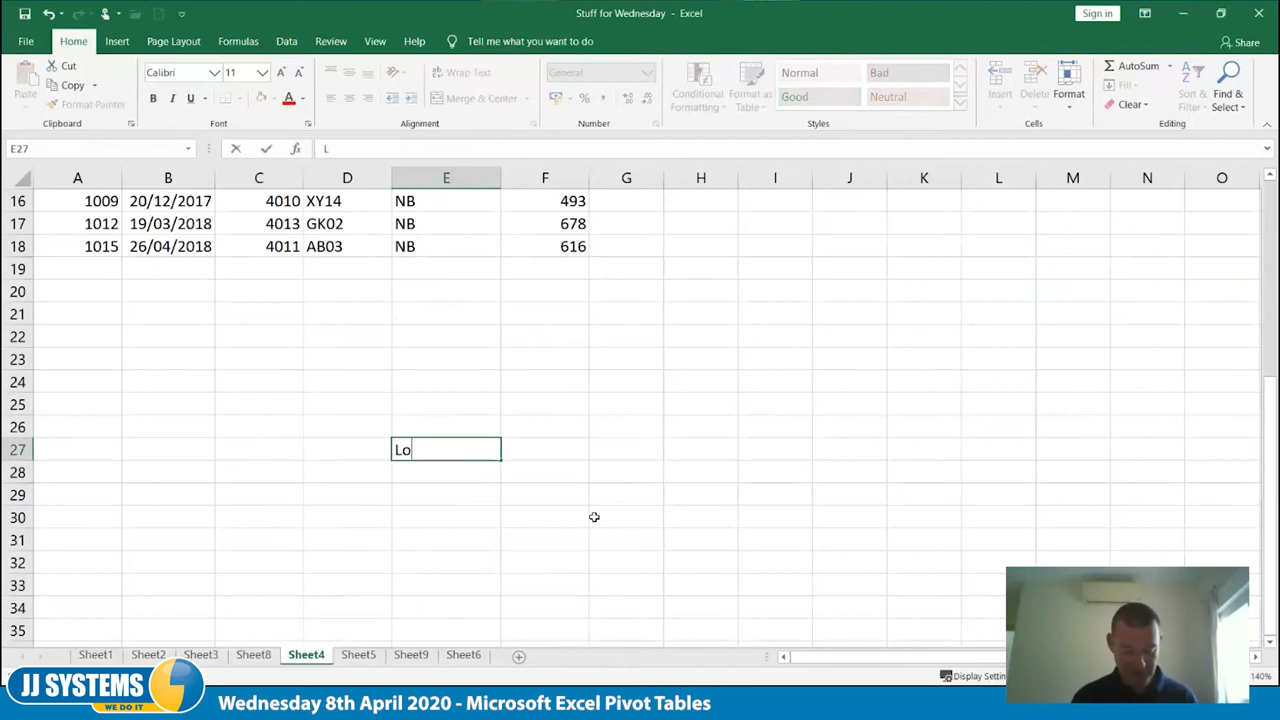 Stuff for Wednesday - Excel
Sign in
File Home Insert Page Layout Formulas Data Review View Help Tell me what you want to do Share
Paste Cut Copy Format Painter Clipboard
Calibri 11 B I U A Font
Wrap Text Merge & Center Alignment
General % Number
Conditional Formatting Format as Table Normal Bad Good Neutral Styles
Insert Delete Format Cells
AutoSum Fill Clear Sort & Filter Find & Select Editing
E27 fx L
A B C D E F G H I J K L M N O
16 1009 20/12/2017 4010 XY14 NB 493
17 1012 19/03/2018 4013 GK02 NB 678
18 1015 26/04/2018 4011 AB03 NB 616
19
20
21
22
23
24
25
26
27 Lo
28
29
30
31
32
33
34
35
Sheet1 Sheet2 Sheet3 Sheet8 Sheet4 Sheet5 Sheet9 Sheet6
Display 140%
JJ SYSTEMS
WE DO IT
Wednesday 8th April 2020 - Microsoft Excel Pivot Tables